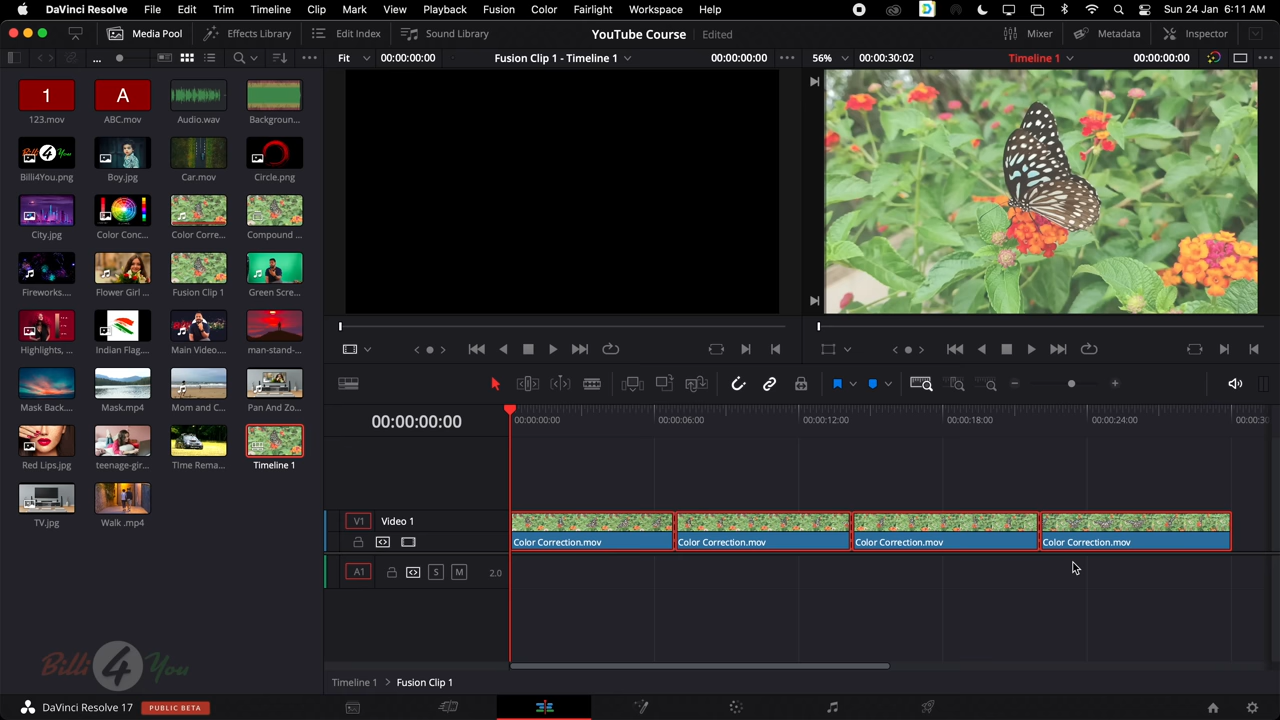 DaVinci Resolve File Edit Trim Timeline Clip Mark View Playback Fusion Color Fairlight Workspace Help Sun 24 Jan 6:11 AM
Media Pool Effects Library Edit Index Sound Library YouTube Course Edited Mixer Metadata Inspector
... Fit 00:00:00:00 Fusion Clip 1 - Timeline 1 00:00:00:00 56% 00:00:30:02 Timeline 1 00:00:00:00
1 A
123.mov ABC.mov Audio.wav Backgroun...
Billi 4 You
Billi4You.png Boy.jpg Car.mov Circle.png
City.jpg Color Conc... Color Corre... Compound ...
Fireworks.... Flower Girl ... Fusion Clip 1 Green Scre...
Highlights, ... Indian Flag.... Main Video.... man-stand-...
Mask Back.... Mask.mp4 Mom and C... Pan And Zo...
Red Lips.jpg teenage-gir... TIme Rema... Timeline 1
TV.jpg Walk .mp4
00:00:00:00 00:00:00:00 00:00:06:00 00:00:12:00 00:00:18:00 00:00:24:00 00:00:30
V1 Video 1
Color Correction.mov Color Correction.mov Color Correction.mov Color Correction.mov
A1 S M 2.0
Billi 4 You
Timeline 1 > Fusion Clip 1
DaVinci Resolve 17 PUBLIC BETA